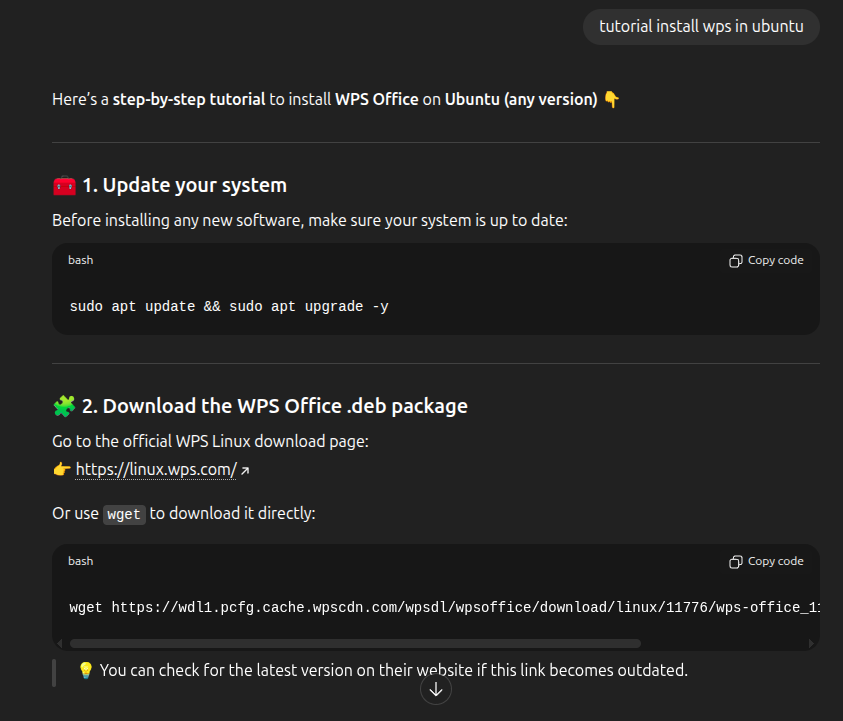 tutorial install wps in ubuntu
Here's a step-by-step tutorial to install WPS Office on Ubuntu (any version) 👇
🧰 1. Update your system
Before installing any new software, make sure your system is up to date:
bash
Copy code
sudo apt update && sudo apt upgrade -y
🧩 2. Download the WPS Office .deb package
Go to the official WPS Linux download page:
👉 https://linux.wps.com/ ↗
Or use wget to download it directly:
bash
Copy code
wget https://wdl1.pcfg.cache.wpscdn.com/wpsdl/wpsoffice/download/linux/11776/wps-office_11
💡 You can check for the latest version on their website if this link becomes outdated.